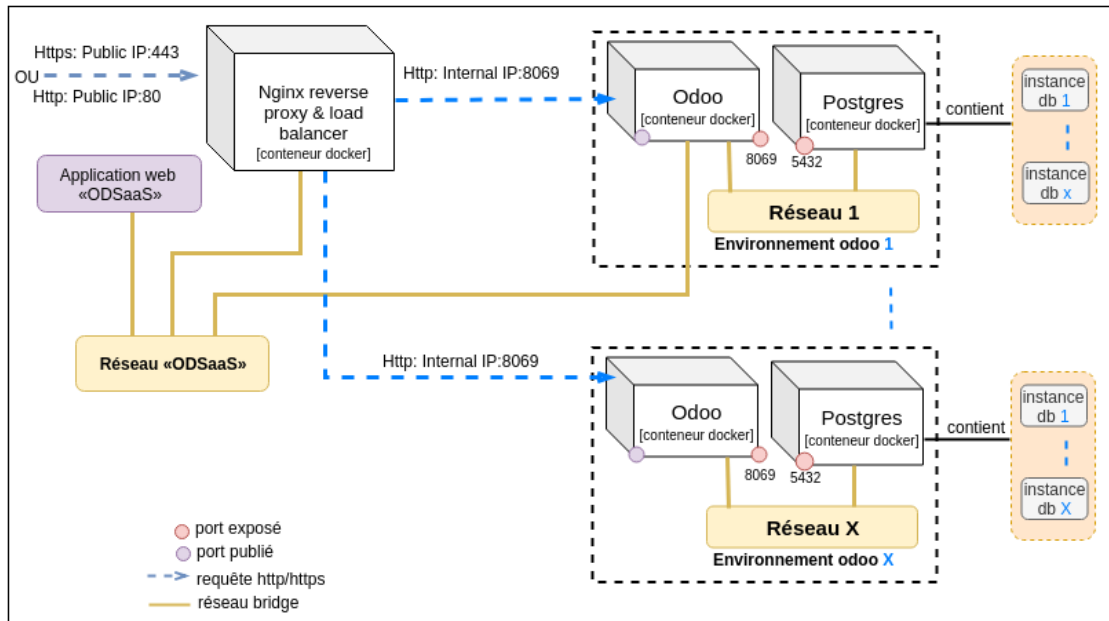 Https: Public IP:443
OU
Http: Public IP:80
Nginx reverse
proxy & load
balancer
[conteneur docker]
Http: Internal IP:8069
Odoo
[conteneur docker]
8069
Postgres
[conteneur docker]
5432
contient
instance
db 1
instance
db x
Réseau 1
Environnement odoo 1
Application web
«ODSaaS»
Réseau «ODSaaS»
Http: Internal IP:8069
Odoo
[conteneur docker]
8069
Postgres
[conteneur docker]
5432
contient
instance
db 1
instance
db X
Réseau X
Environnement odoo X
port exposé
port publié
requête http/https
réseau bridge